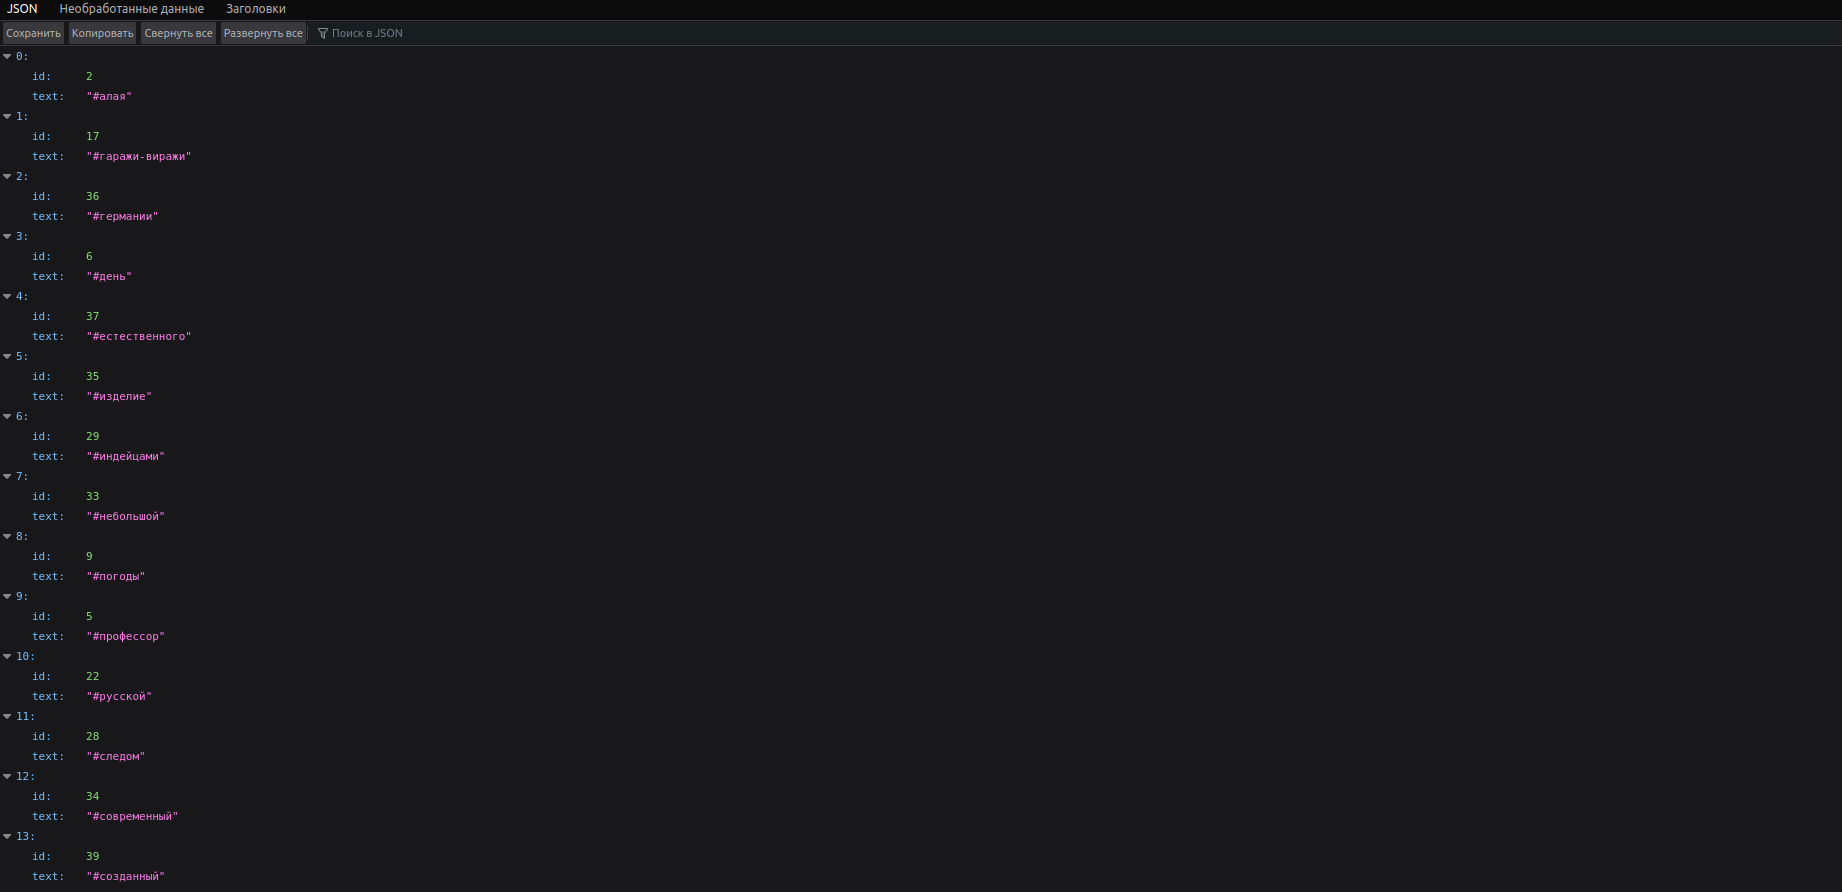 JSON Необработанные данные Заголовки
Сохранить Копировать Свернуть все Развернуть все Поиск в JSON
0:
id: 2
text: "#алая"
1:
id: 17
text: "#гаражи-виражи"
2:
id: 36
text: "#германии"
3:
id: 6
text: "#день"
4:
id: 37
text: "#естественного"
5:
id: 35
text: "#изделие"
6:
id: 29
text: "#индейцами"
7:
id: 33
text: "#небольшой"
8:
id: 9
text: "#погоды"
9:
id: 5
text: "#профессор"
10:
id: 22
text: "#русской"
11:
id: 28
text: "#следом"
12:
id: 34
text: "#современный"
13:
id: 39
text: "#созданный"